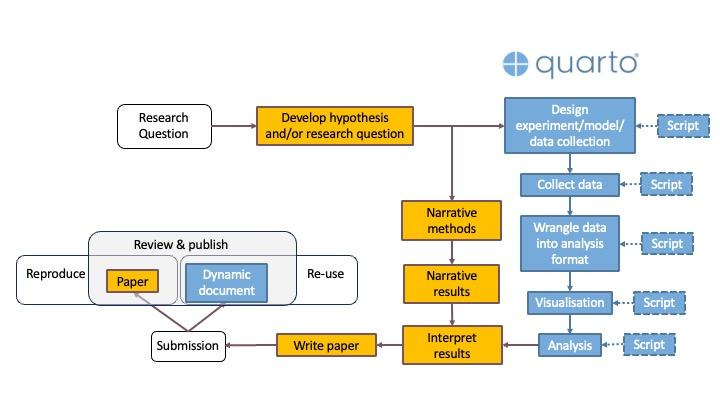 quarto®
Research
Question
Develop hypothesis
and/or research question
Design
experiment/model/
data collection
Script
Collect data
Script
Narrative
methods
Wrangle data
into analysis
format
Script
Review & publish
Reproduce
Paper
Dynamic
document
Re-use
Narrative
results
Visualisation
Script
Submission
Write paper
Interpret
results
Analysis
Script